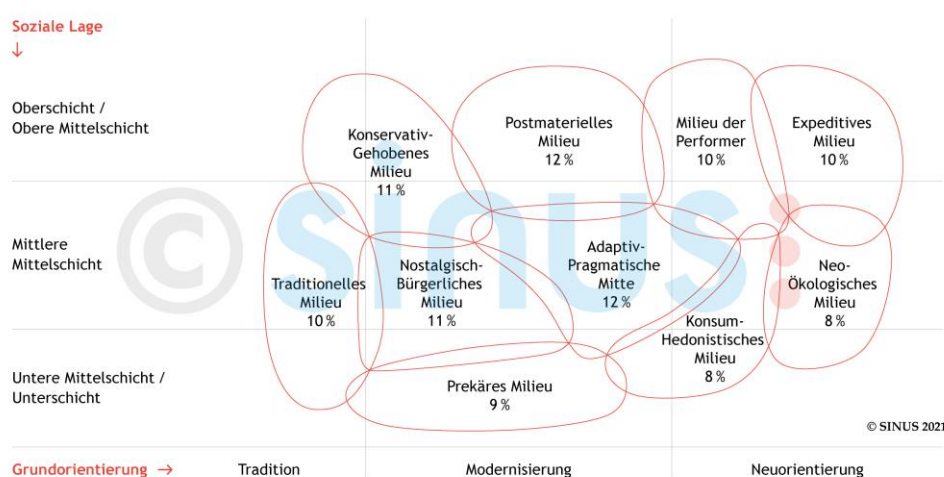 Soziale Lage
↓
Oberschicht /
Obere Mittelschicht
Konservativ-
Gehobenes
Milieu
11 %
Postmaterielles
Milieu
12 %
Milieu der
Performer
10 %
Expeditives
Milieu
10 %
© sinus:
Mittlere
Mittelschicht
Traditionelles
Milieu
10 %
Nostalgisch-
Bürgerliches
Milieu
11 %
Adaptiv-
Pragmatische
Mitte
12 %
Neo-
Ökologisches
Milieu
8 %
Konsum-
Hedonistisches
Milieu
8 %
Untere Mittelschicht /
Unterschicht
Prekäres Milieu
9 %
© SINUS 2021
Grundorientierung → Tradition Modernisierung Neuorientierung